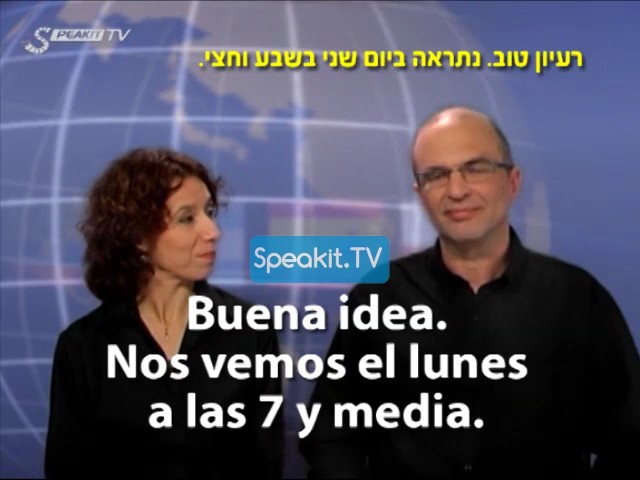 SPEAKIT TV
רעיון טוב. נתראה ביום שני בשבע וחצי.
Speakit.TV
Buena idea.
Nos vemos el lunes
a las 7 y media.